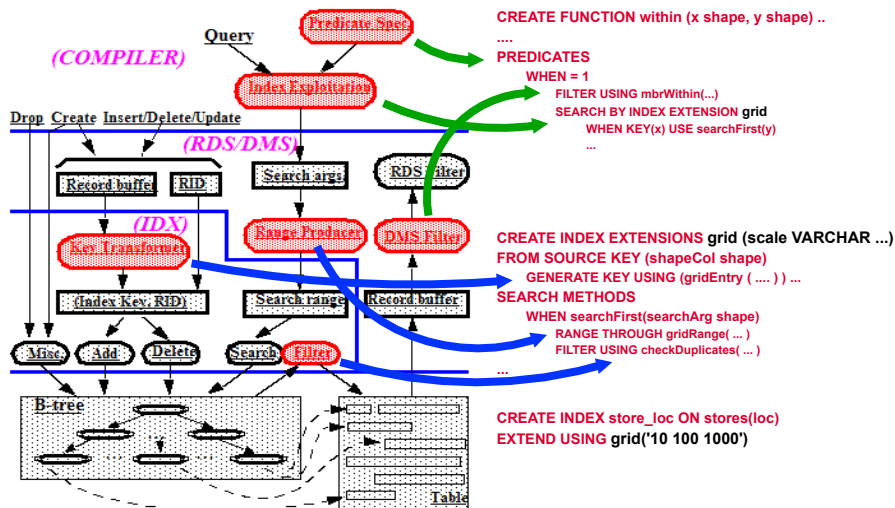 Predicate Spec
Query
(COMPILER)
Index Exploitation
Drop Create Insert/Delete/Update
(RDS/DMS)
Record buffer
RID
Search args
RDS Filter
(IDX)
Key Transformer
Range Producer
DMS Filter
(Index Key, RID)
Search range
Record buffer
Misc.
Add
Delete
Search
Filter
B-tree
...
...
...
Table
CREATE FUNCTION within (x shape, y shape) ..
....
PREDICATES
WHEN = 1
FILTER USING mbrWithin(...)
SEARCH BY INDEX EXTENSION grid
WHEN KEY(x) USE searchFirst(y)
...
CREATE INDEX EXTENSIONS grid (scale VARCHAR ...)
FROM SOURCE KEY (shapeCol shape)
GENERATE KEY USING (gridEntry ( .... ) ) ...
SEARCH METHODS
WHEN searchFirst(searchArg shape)
RANGE THROUGH gridRange( ... )
FILTER USING checkDuplicates( ... )
...
CREATE INDEX store_loc ON stores(loc)
EXTEND USING grid('10 100 1000')